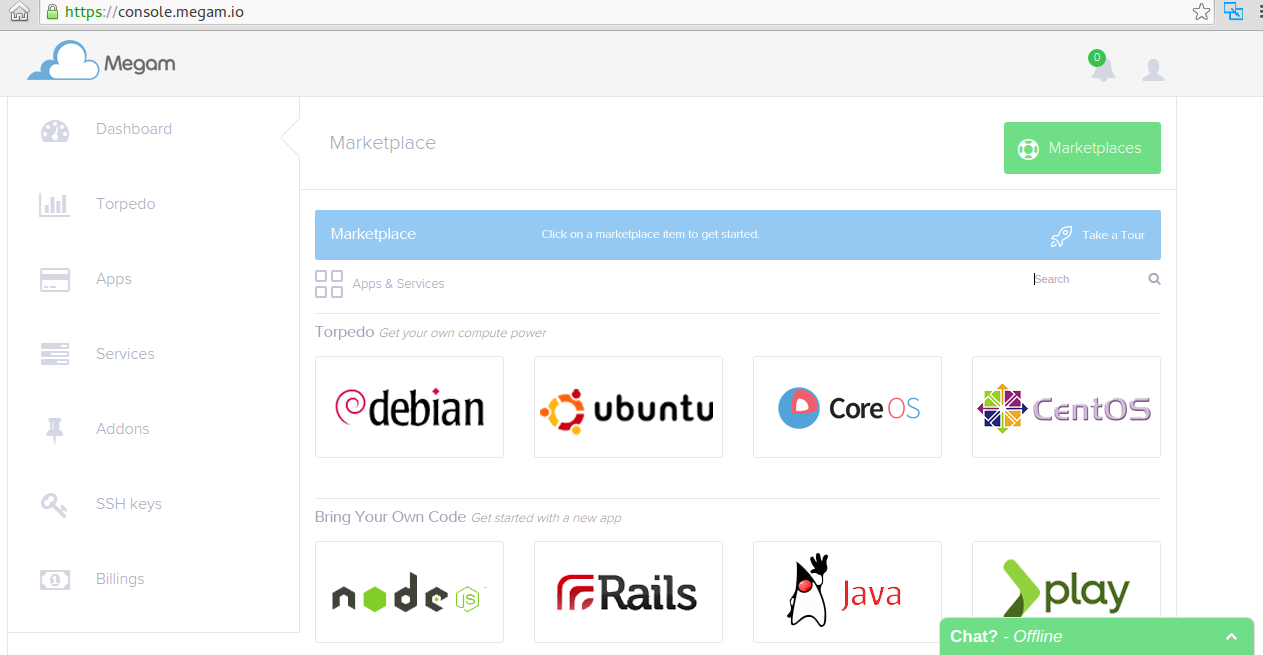 https://console.megam.io
Megam
0
Dashboard
Torpedo
Apps
Services
Addons
SSH keys
Billings
Marketplace
Marketplaces
Marketplace Click on a marketplace item to get started. Take a Tour
Apps & Services Search
Torpedo Get your own compute power
debian ubuntu Core OS CentOS
Bring Your Own Code Get started with a new app
node JS Rails Java play
Chat? - Offline